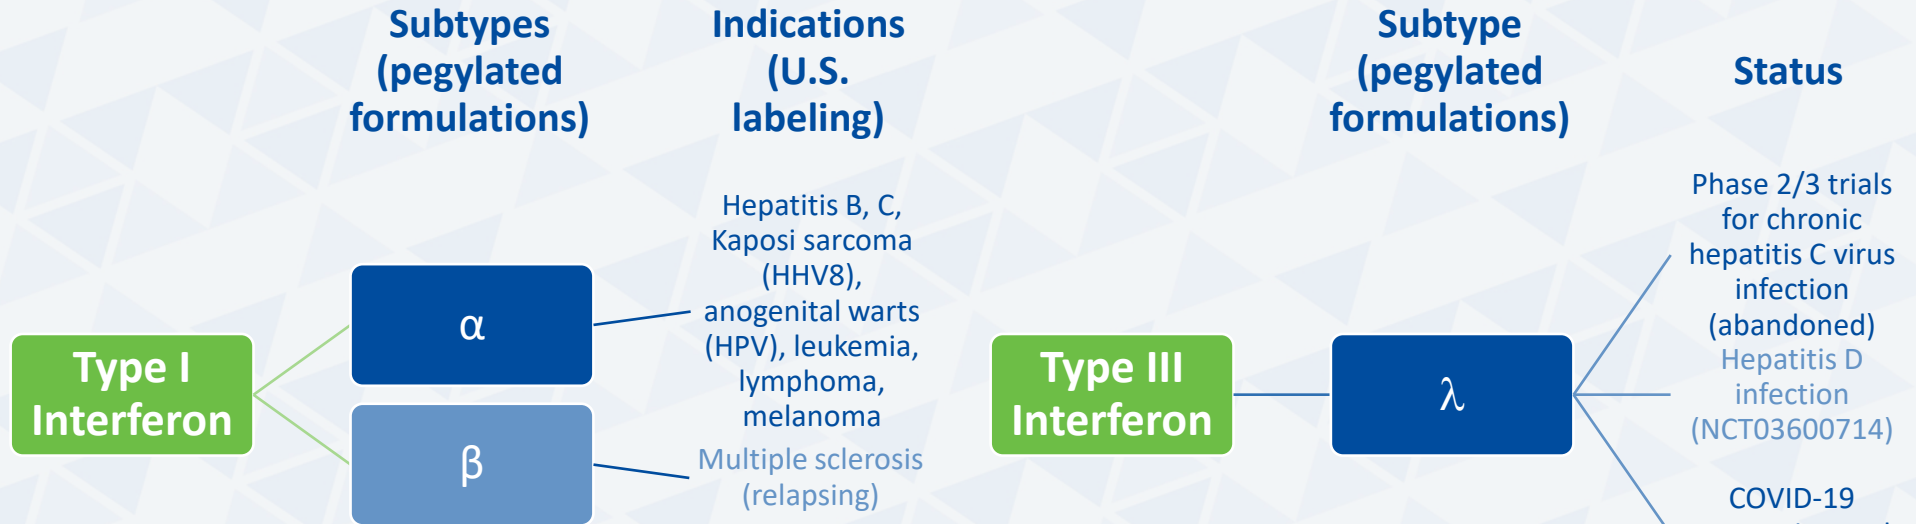 Subtypes
(pegylated
formulations)
Indications
(U.S.
labeling)
Type I
Interferon
α
Hepatitis B, C,
Kaposi sarcoma
(HHV8),
anogenital warts
(HPV), leukemia,
lymphoma,
melanoma
β
Multiple sclerosis
(relapsing)
Subtype
(pegylated
formulations)
Status
Type III
Interferon
λ
Phase 2/3 trials
for chronic
hepatitis C virus
infection
(abandoned)
Hepatitis D
infection
(NCT03600714)
COVID-19